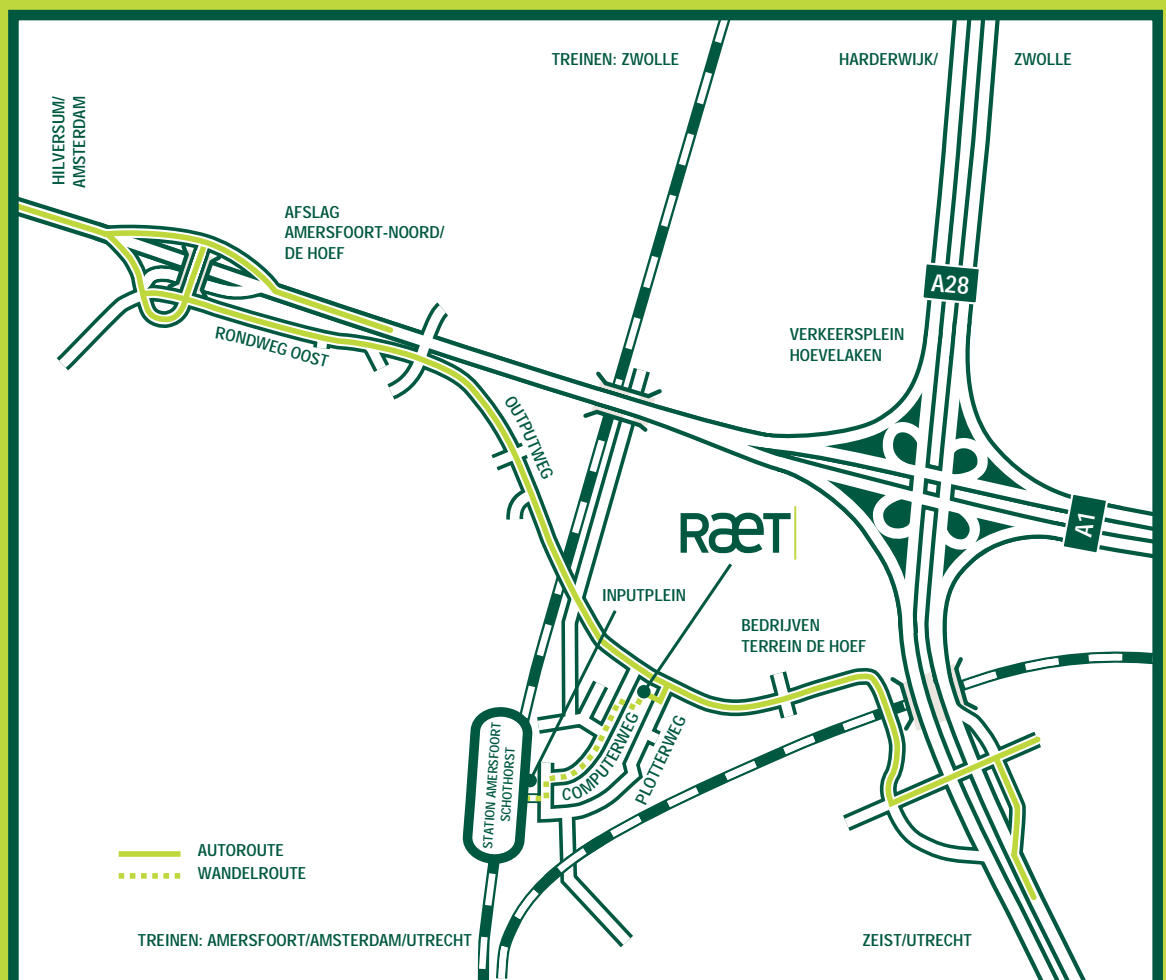 TREINEN: ZWOLLE
HARDERWIJK/
ZWOLLE
HILVERSUM/
AMSTERDAM
AFSLAG
AMERSFOORT-NOORD/
DE HOEF
A28
RONDWEG OOST
VERKEERSPLEIN
HOEVELAKEN
OUTPUTWEG
RAET
A1
INPUTPLEIN
BEDRIJVEN
TERREIN DE HOEF
COMPUTERWEG
PLOTTERWEG
STATION AMERSFOORT
SCHOTHORST
AUTOROUTE
WANDELROUTE
TREINEN: AMERSFOORT/AMSTERDAM/UTRECHT
ZEIST/UTRECHT